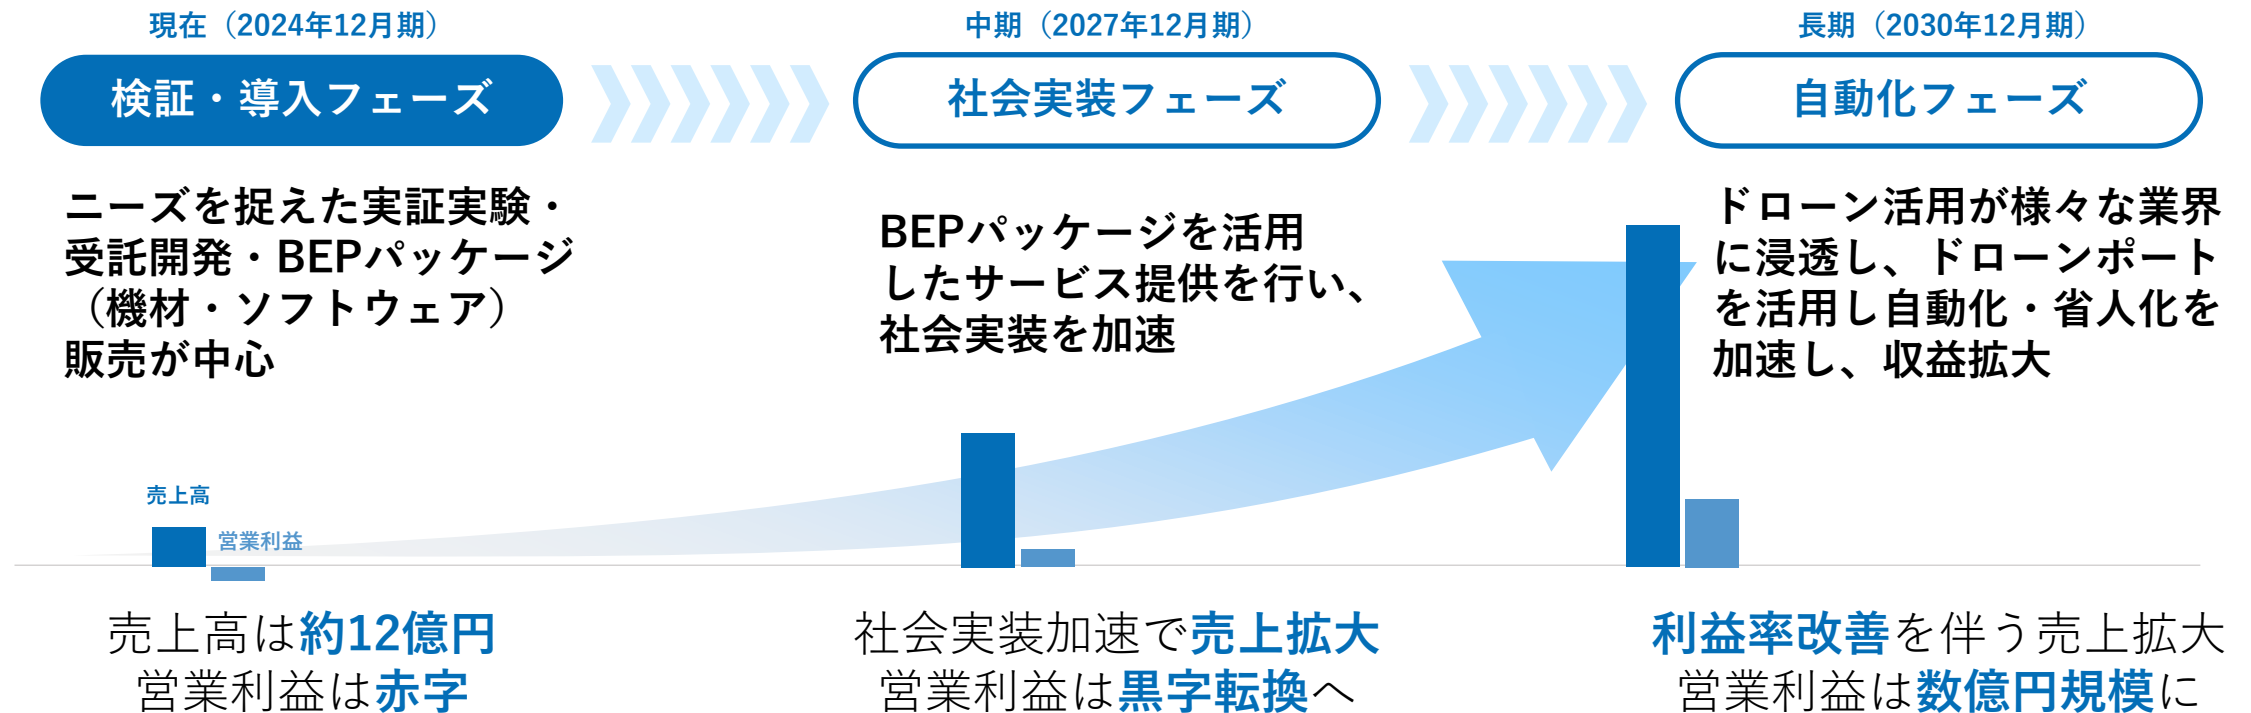 現在（2024年12月期）
検証・導入フェーズ
ニーズを捉えた実証実験・
受託開発・BEPパッケージ
（機材・ソフトウェア）
販売が中心
売上高
営業利益
売上高は約12億円
営業利益は赤字
中期（2027年12月期）
社会実装フェーズ
BEPパッケージを活用
したサービス提供を行い、
社会実装を加速
社会実装加速で売上拡大
営業利益は黒字転換へ
長期（2030年12月期）
自動化フェーズ
ドローン活用が様々な業界
に浸透し、ドローンポート
を活用し自動化・省人化を
加速し、収益拡大
利益率改善を伴う売上拡大
営業利益は数億円規模に